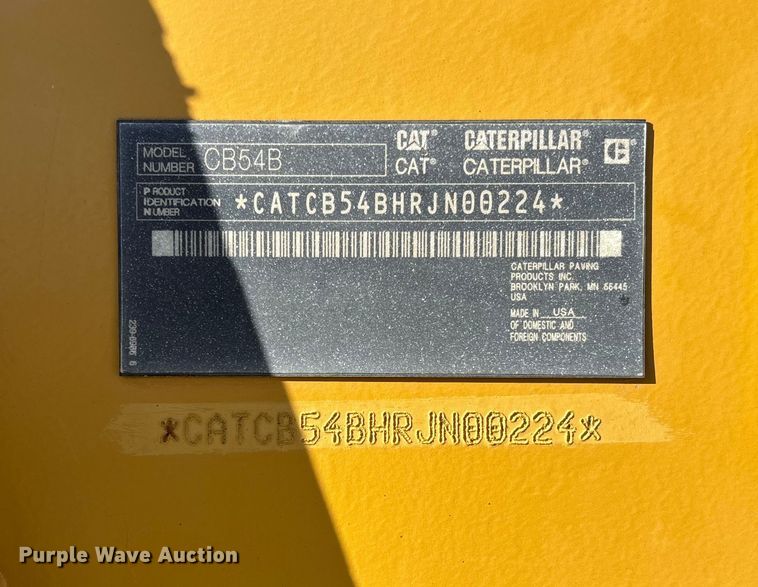 CAT® CATERPILLAR®
MODEL NUMBER CB54B
CAT® CATERPILLAR®
PRODUCT IDENTIFICATION NUMBER *CATCB54BHRJN00224*
CATERPILLAR PAVING
PRODUCTS INC.
BROOKLYN PARK, MN 55445
USA
MADE IN USA
OF DOMESTIC AND
FOREIGN COMPONENTS
*CATCB54BHRJN00224*
Purple Wave Auction